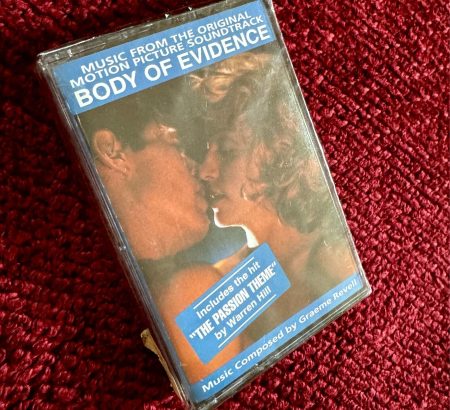 MUSIC FROM THE ORIGINAL
MOTION PICTURE SOUNDTRACK
BODY OF EVIDENCE
Includes the hit
"THE PASSION THEME"
by Warren Hill
Music Composed by Graeme Revell